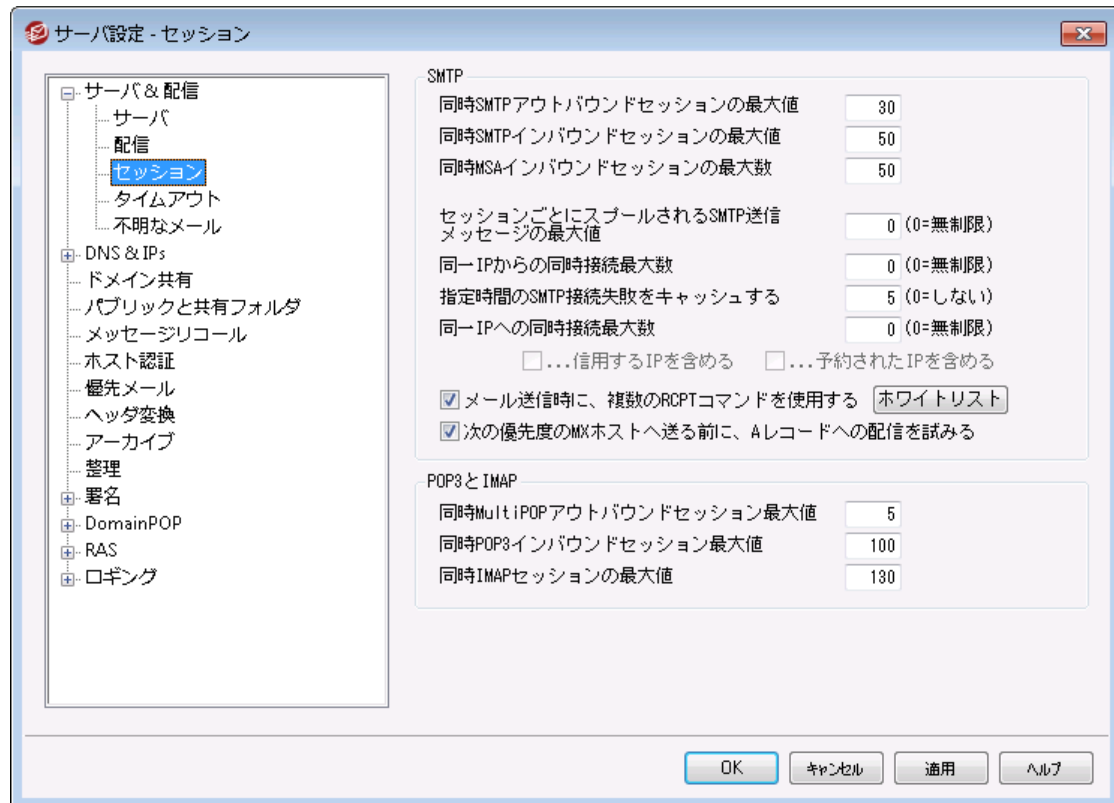 サーバ設定 - セッション
サーバ & 配信
サーバ
配信
セッション
タイムアウト
不明なメール
DNS & IPs
ドメイン共有
パブリックと共有フォルダ
メッセージリコール
ホスト認証
優先メール
ヘッダ変換
アーカイブ
整理
署名
DomainPOP
RAS
ロギング
SMTP
同時SMTPアウトバウンドセッションの最大値 30
同時SMTPインバウンドセッションの最大値 50
同時MSAインバウンドセッションの最大数 50
セッションごとにスプールされるSMTP送信
メッセージの最大値 0 (0=無制限)
同一IPからの同時接続最大数 0 (0=無制限)
指定時間のSMTP接続失敗をキャッシュする 5 (0=しない)
同一IPへの同時接続最大数 0 (0=無制限)
...信用するIPを含める ...予約されたIPを含める
メール送信時に、複数のRCPTコマンドを使用する ホワイトリスト
次の優先度のMXホストへ送る前に、Aレコードへの配信を試みる
POP3とIMAP
同時MultiPOPアウトバウンドセッション最大値 5
同時POP3インバウンドセッション最大値 100
同時IMAPセッションの最大値 130
OK キャンセル 適用 ヘルプ